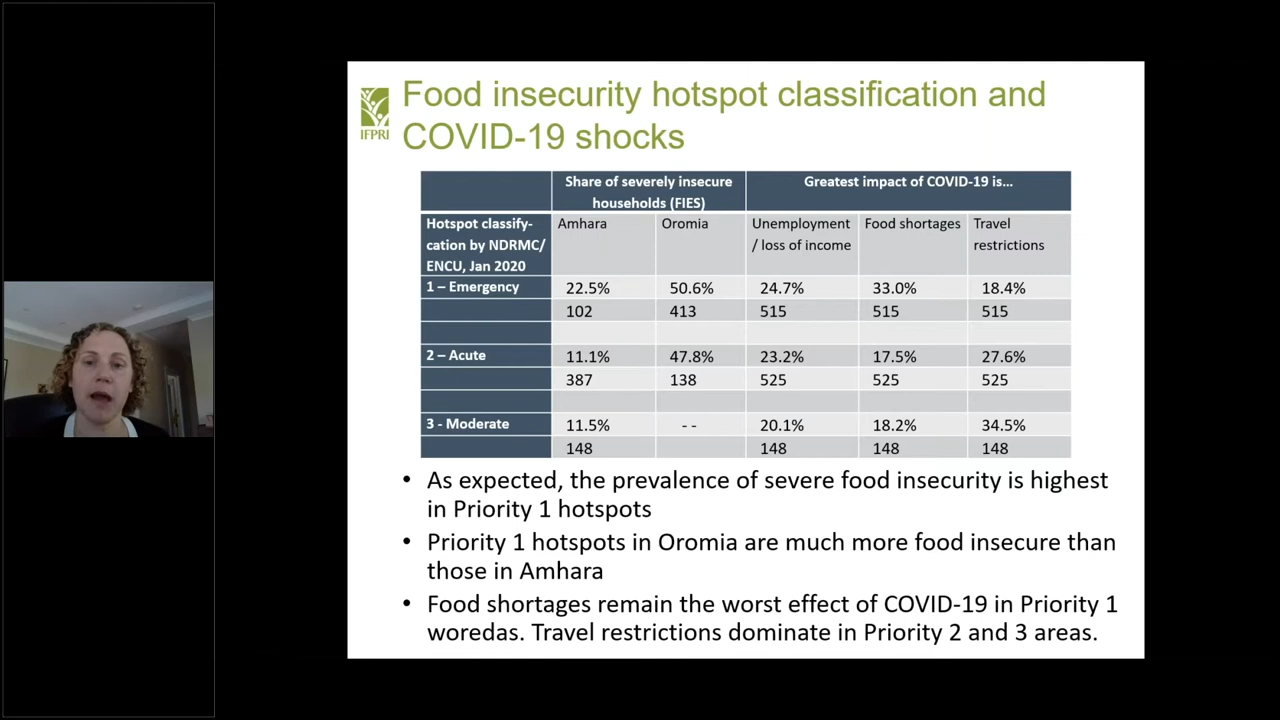 Food insecurity hotspot classification and
COVID-19 shocks
IFPRI
Share of severely insecure
households (FIES)
Greatest impact of COVID-19 is...
Hotspot classify-
cation by NDRMC/
ENCU, Jan 2020
Amhara
Oromia
Unemployment
/ loss of income
Food shortages
Travel
restrictions
1 – Emergency 22.5% 50.6% 24.7% 33.0% 18.4%
102 413 515 515 515
2 – Acute 11.1% 47.8% 23.2% 17.5% 27.6%
387 138 525 525 525
3 - Moderate 11.5% - - 20.1% 18.2% 34.5%
148 148 148 148
• As expected, the prevalence of severe food insecurity is highest
in Priority 1 hotspots
• Priority 1 hotspots in Oromia are much more food insecure than
those in Amhara
• Food shortages remain the worst effect of COVID-19 in Priority 1
woredas. Travel restrictions dominate in Priority 2 and 3 areas.